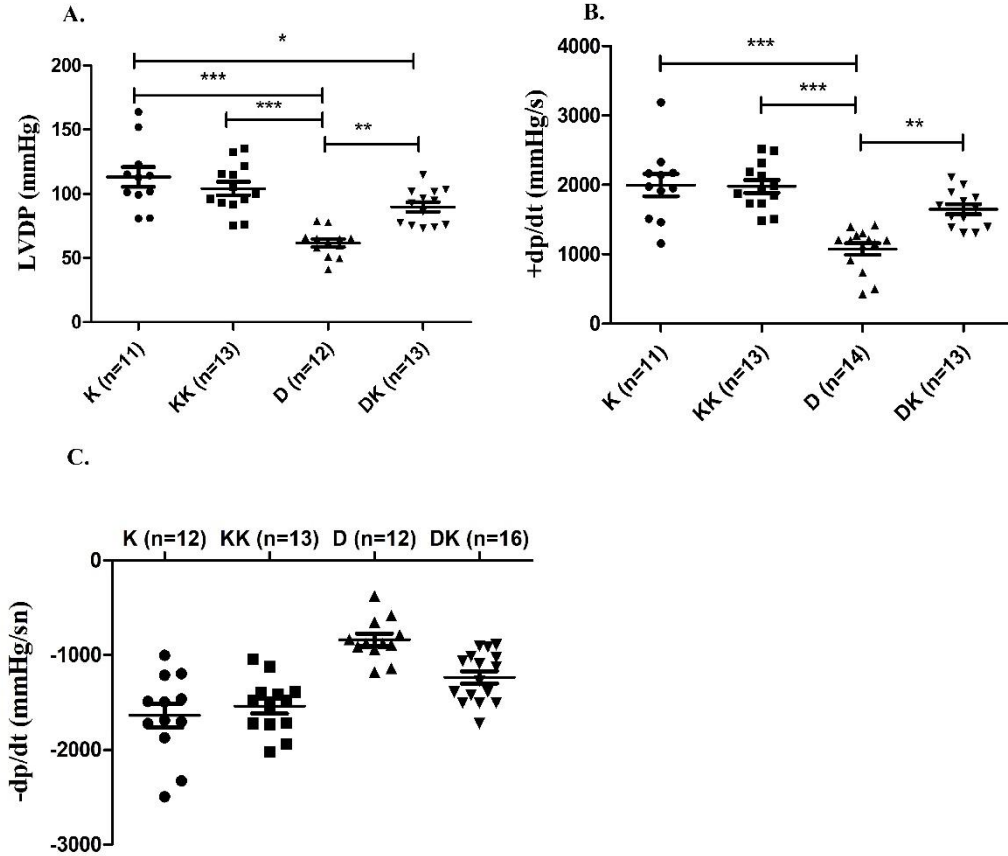 A.
*
***
***
**
200
150
100
50
0
LVDP (mmHg)
K (n=11)
KK (n=13)
D (n=12)
DK (n=13)
B.
***
***
**
4000
3000
2000
1000
0
+dp/dt (mmHg/s)
K (n=11)
KK (n=13)
D (n=14)
DK (n=13)
C.
K (n=12) KK (n=13) D (n=12) DK (n=16)
0
-1000
-2000
-3000
-dp/dt (mmHg/sn)